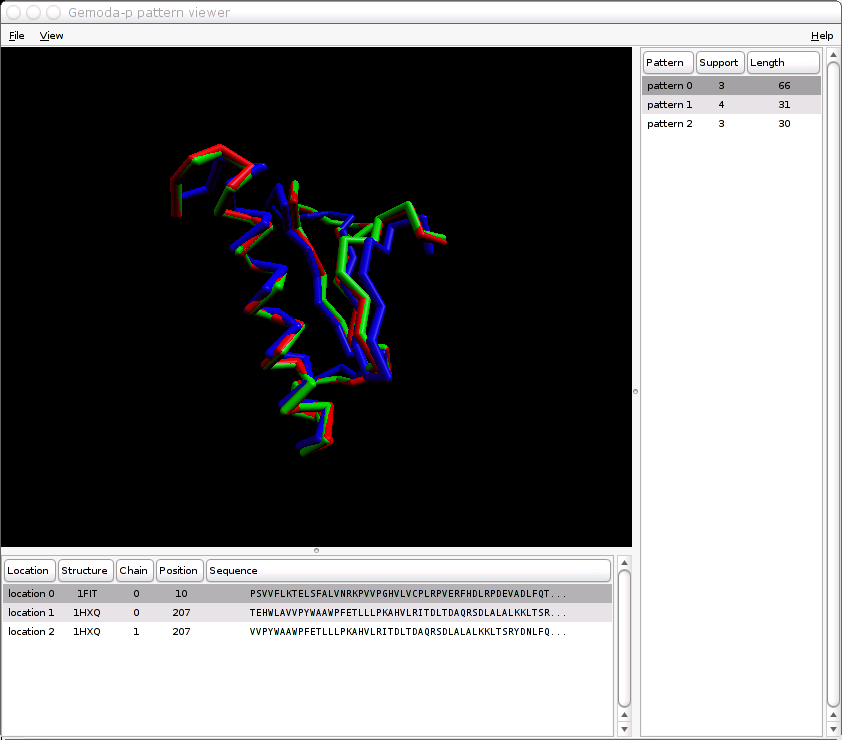 Gemoda-p pattern viewer
File View Help
Pattern Support Length
pattern 0 3 66
pattern 1 4 31
pattern 2 3 30
Location Structure Chain Position Sequence
location 0 1FIT 0 10 PSVVFLKTELSFALVNRKPVVPGHVLVCPLRPVERFHDLRPDEVADLFQT...
location 1 1HXQ 0 207 TEHWLAVVPYWAAWPFETLLLPKAHVLRITDLTDAQRSDLALALKKLTSR...
location 2 1HXQ 1 207 VVPYWAAWPFETLLLPKAHVLRITDLTDAQRSDLALALKKLTSRYDNLFQ...